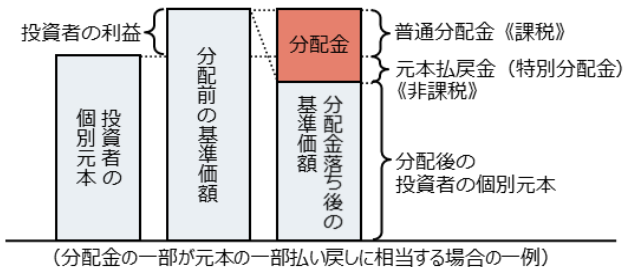 投資者の利益
投資者の
個別元本
分配前の基準価額
分配金
分配金落ち後の
基準価額
普通分配金《課税》
元本払戻金（特別分配金）
《非課税》
分配後の
投資者の個別元本
（分配金の一部が元本の一部払い戻しに相当する場合の一例）